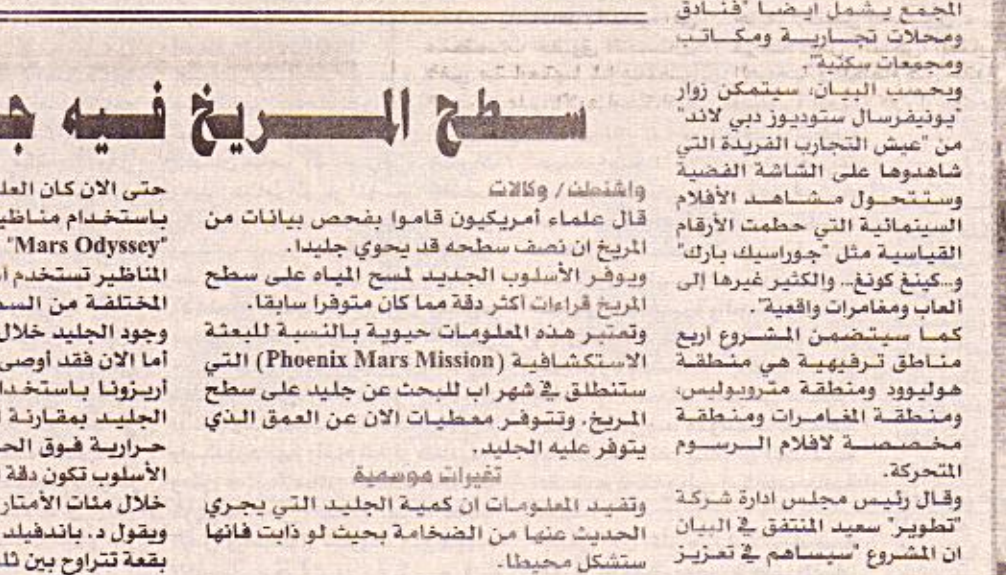 المجمع يشمل ايضا "فنادق
ومحلات تجارية ومكاتب
ومجمعات سكنية".
وبحسب البيان، سيتمكن زوار
"يونيفرسال ستوديوز دبي لاند"
من "عيش التجارب الفريدة التي
شاهدوها على الشاشة الفضية
وستتحول مشاهد الأفلام
السينمائية التي حطمت الأرقام
القياسية مثل "جوراسيك بارك"
و..كينغ كونغ.. والكثير غيرها إلى
ألعاب ومغامرات واقعية".
كما سيتضمن المشروع أربع
مناطق ترفيهية هي منطقة
هوليوود ومنطقة متروبوليس،
ومنطقة المغامرات ومنطقة
مخصصة لافلام الرسوم
المتحركة.
وقال رئيس مجلس ادارة شركة
"تطوير" سعيد المنتفق في البيان
ان المشروع "سيساهم في تعزيز
سطح المريخ فيه
واشنطن/ وكالات
قال علماء أمريكيون قاموا بفحص بيانات من
المريخ ان نصف سطحه قد يحوي جليدا.
ويوفر الأسلوب الجديد لمسح المياه على سطح
المريخ قراءات أكثر دقة مما كان متوفرا سابقا.
وتعتبر هذه المعلومات حيوية بالنسبة للبعثة
الاستكشافية (Phoenix Mars Mission) التي
ستنطلق في شهر اب للبحث عن جليد على سطح
المريخ. وتتوفر معطيات الان عن العمق الذي
يتوفر عليه الجليد.
تغيرات موسمية
وتفيد المعلومات ان كمية الجليد التي يجري
الحديث عنها من الضخامة بحيث لو ذابت فانها
ستشكل محيطا.
حتى الان كان
باستخدام
"Mars Odyssey"
المناظير تستخدم
المختلفة من
وجود الجليد خلال
أما الان فقد أوصى
أريزونا
الجليد بمقارنة
حرارية فوق
الأسلوب تكون دقة
خلال مئات الأمتار
ويقول د. باندفيلد
بقعة تتراوح بين